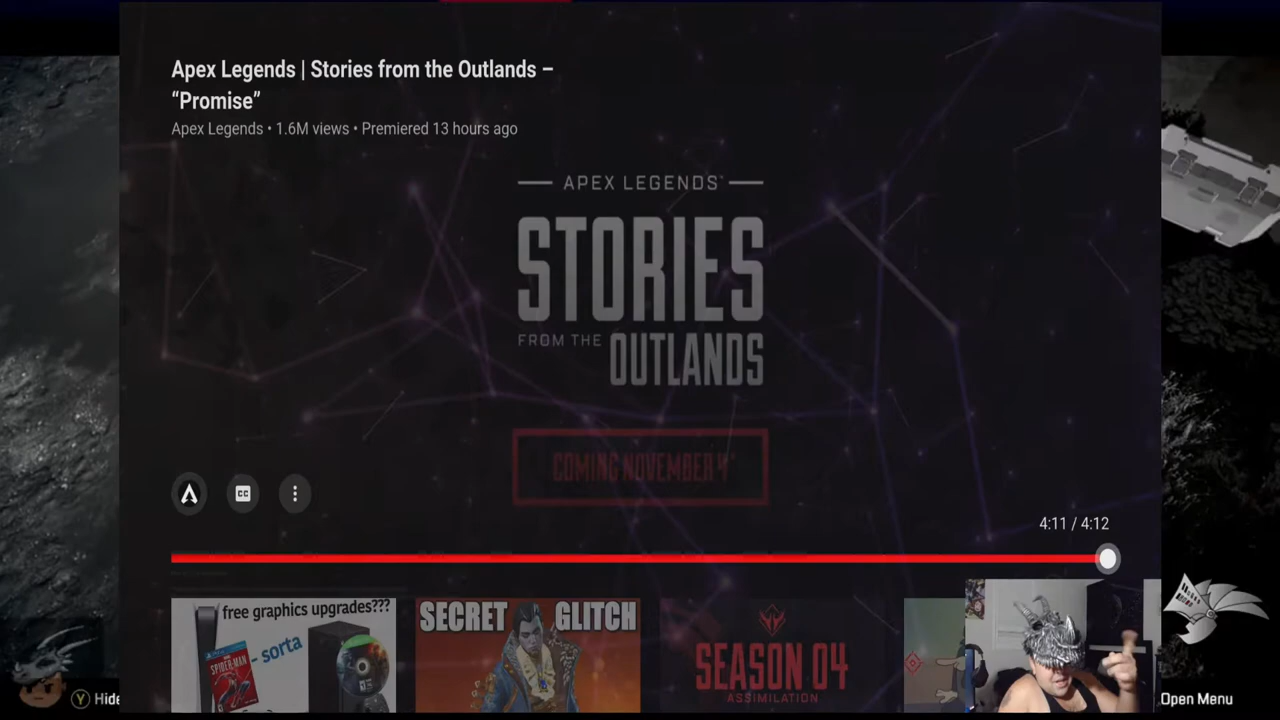 Apex Legends | Stories from the Outlands –
“Promise”
Apex Legends • 1.6M views • Premiered 13 hours ago
APEX LEGENDS™
STORIES
FROM THE
OUTLANDS
COMING NOVEMBER 4
CC
4:11 / 4:12
free graphics upgrades???
- sorta
SPIDER-MAN
SECRET GLITCH
SEASON 04
ASSIMILATION
Y Hide
Open Menu